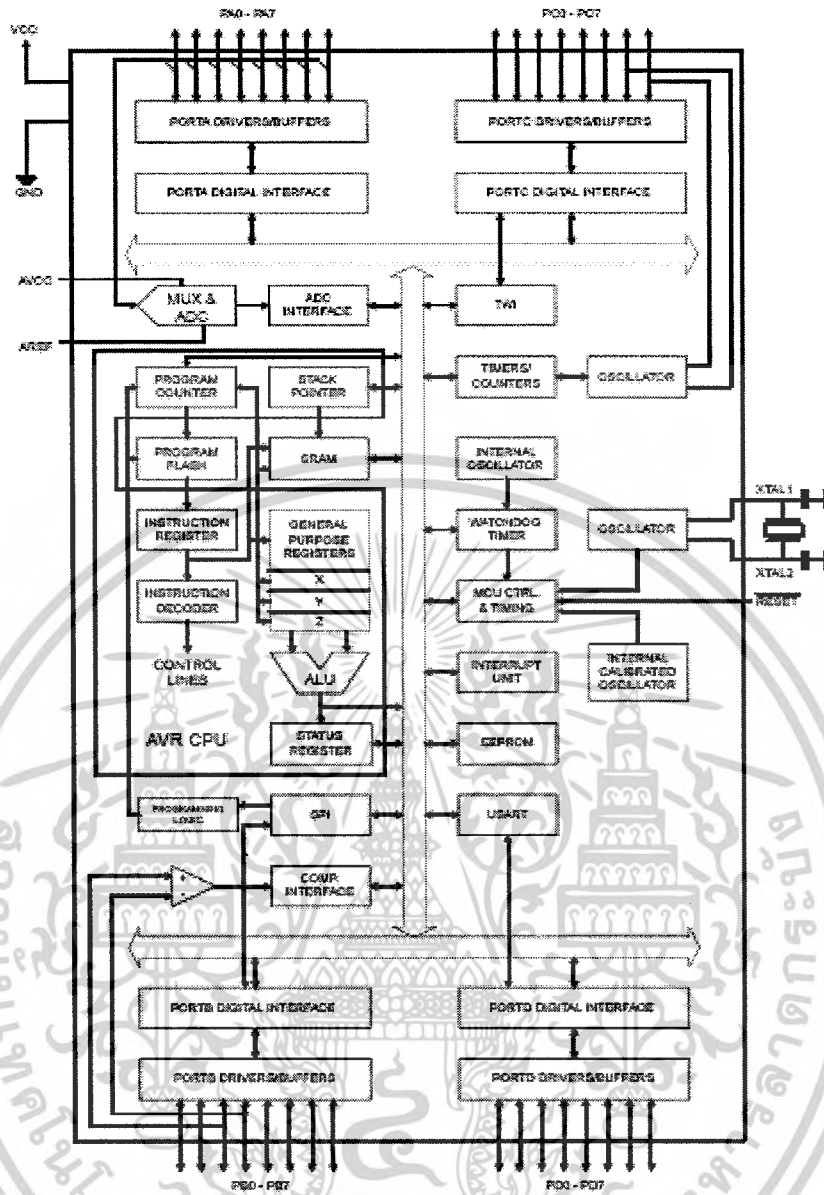 PA0 - PA7
PC0 - PC7
VCC
PORTA DRIVERS/BUFFERS
PORTC DRIVERS/BUFFERS
GND
PORTA DIGITAL INTERFACE
PORTC DIGITAL INTERFACE
AVCC
MUX &
ADC
ADC
INTERFACE
TWI
AREF
PROGRAM
COUNTER
STACK
POINTER
TIMERS/
COUNTERS
OSCILLATOR
PROGRAM
FLASH
SRAM
INTERNAL
OSCILLATOR
XTAL1
INSTRUCTION
REGISTER
GENERAL
PURPOSE
REGISTERS
WATCHDOG
TIMER
OSCILLATOR
X
XTAL2
INSTRUCTION
DECODER
Y
MCU CTRL.
& TIMING
RESET
Z
CONTROL
LINES
ALU
INTERRUPT
UNIT
INTERNAL
CALIBRATED
OSCILLATOR
AVR CPU
STATUS
REGISTER
EEPROM
PROGRAMMING
LOGIC
SPI
USART
+
-
COMP.
INTERFACE
PORTB DIGITAL INTERFACE
PORTD DIGITAL INTERFACE
PORTB DRIVERS/BUFFERS
PORTD DRIVERS/BUFFERS
PB0 - PB7
PD0 - PD7